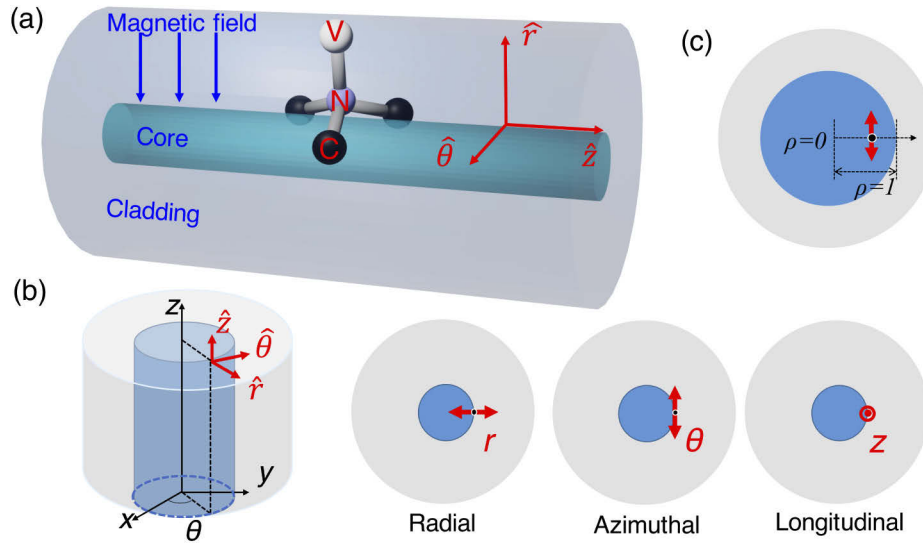 (a)
Magnetic field
V
N
C
Core
Cladding
r̂
θ̂
ẑ
(c)
ρ=0
ρ=1
(b)
z
ẑ
θ̂
r̂
y
x
θ
r
Radial
θ
Azimuthal
z
Longitudinal